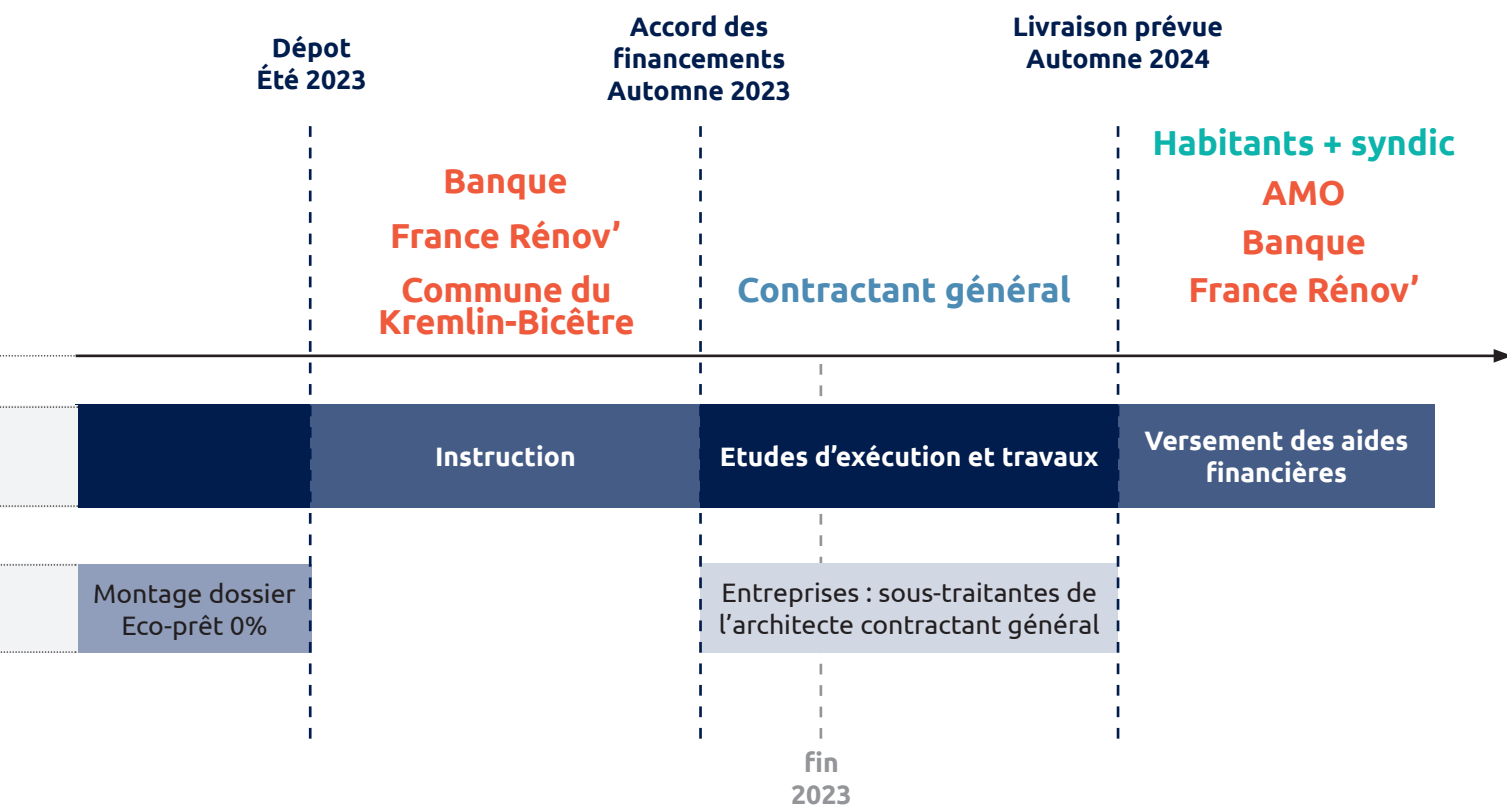 Dépot
Été 2023
Accord des
financements
Automne 2023
Livraison prévue
Automne 2024
Banque
France Rénov’
Commune du
Kremlin-Bicêtre
Contractant général
Habitants + syndic
AMO
Banque
France Rénov’
Instruction
Etudes d’exécution et travaux
Versement des aides
financières
Montage dossier
Eco-prêt 0%
Entreprises : sous-traitantes de
l’architecte contractant général
fin
2023